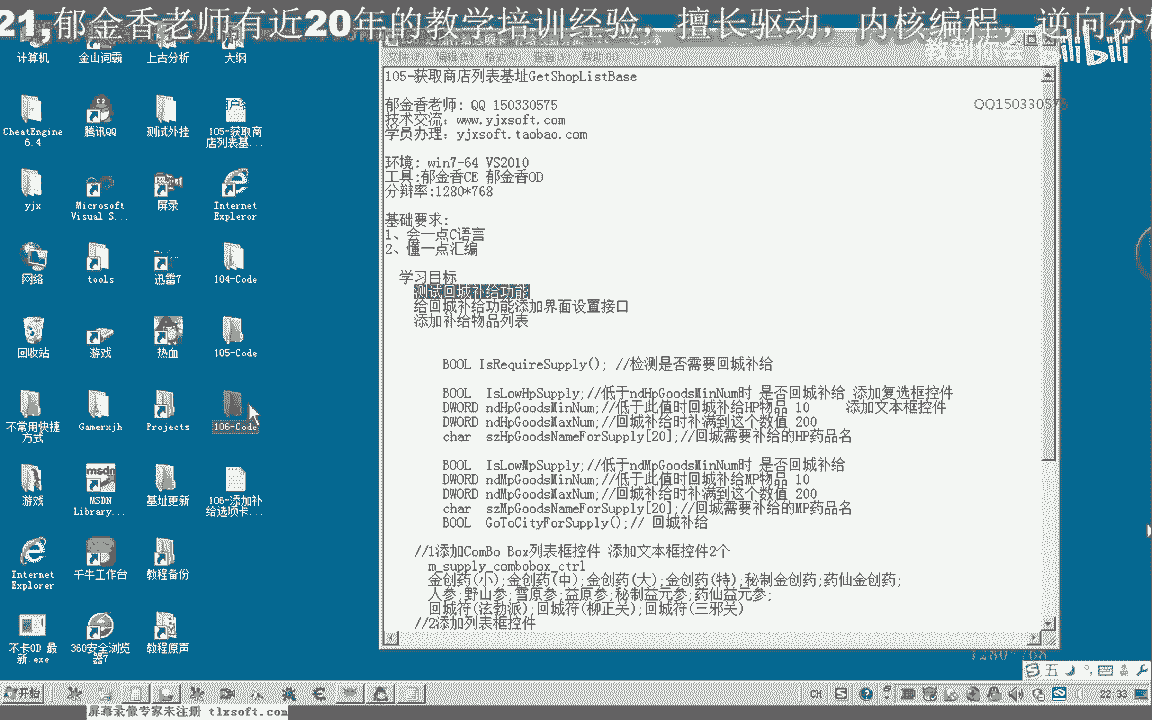 21,郁金香老师有近20年的教学培训经验，擅长驱动，内核编程，逆向分
教到你会 bilibili
QQ150330575
计算机 金山词霸 上古分析 大纲
105-获取商店列表基址GetShopListBase
郁金香老师: QQ 150330575
技术交流: www.yjxsoft.com
学员办理: yjxsoft.taobao.com
环境: win7-64 VS2010
工具:郁金香CE 郁金香OD
分辩率:1280*768
基础要求:
1、会一点C语言
2、懂一点汇编
学习目标
测试回城补给功能
给回城补给功能添加界面设置接口
添加补给物品列表
BOOL IsRequireSupply(); //检测是否需要回城补给
BOOL IsLowHpSupply;//低于ndHpGoodsMinNum时 是否回城补给 添加复选框控件
DWORD ndHpGoodsMinNum;//低于此值时回城补给HP物品 10 添加文本框控件
DWORD ndHpGoodsMaxNum;//回城补给时补满到这个数值 200
char szHpGoodsNameForSupply[20];//回城需要补给的HP药品名
BOOL IsLowMpSupply;//低于ndMpGoodsMinNum时 是否回城补给
DWORD ndMpGoodsMinNum;//低于此值时回城补给MP物品 10
DWORD ndMpGoodsMaxNum;//回城补给时补满到这个数值 200
char szMpGoodsNameForSupply[20];//回城需要补给的MP药品名
BOOL GoToCityForSupply();// 回城补给
//1添加ComBo Box列表框控件 添加文本框控件2个
m_supply_combobox_ctrl
金创药(小);金创药(中);金创药(大);金创药(特);秘制金创药;药仙金创药;
人参;野山参;雪原参;益原参;秘制益元参;药仙益元参;
回城符(泫勃派);回城符(柳正关);回城符(三邪关)
//2添加列表框控件
CheatEngine 6.4
腾讯QQ
测试外挂
105-获取商店列表基...
yjx
Microsoft Visual S...
屏录
Internet Explorer
网络
tools
迅雷7
104-Code
回收站
游戏
热血
105-Code
不常用快捷方式
Gamerxjh
Projects
106-Code
游戏
MSDN Library...
基址更新
106-添加补给选项卡...
Internet Explorer
千牛工作台
教程备份
不卡OD 最新.exe
360安全浏览器7
教程原声
1280*768
五
开始
CH
22:33
屏幕录像专家未注册 tlxsoft.com